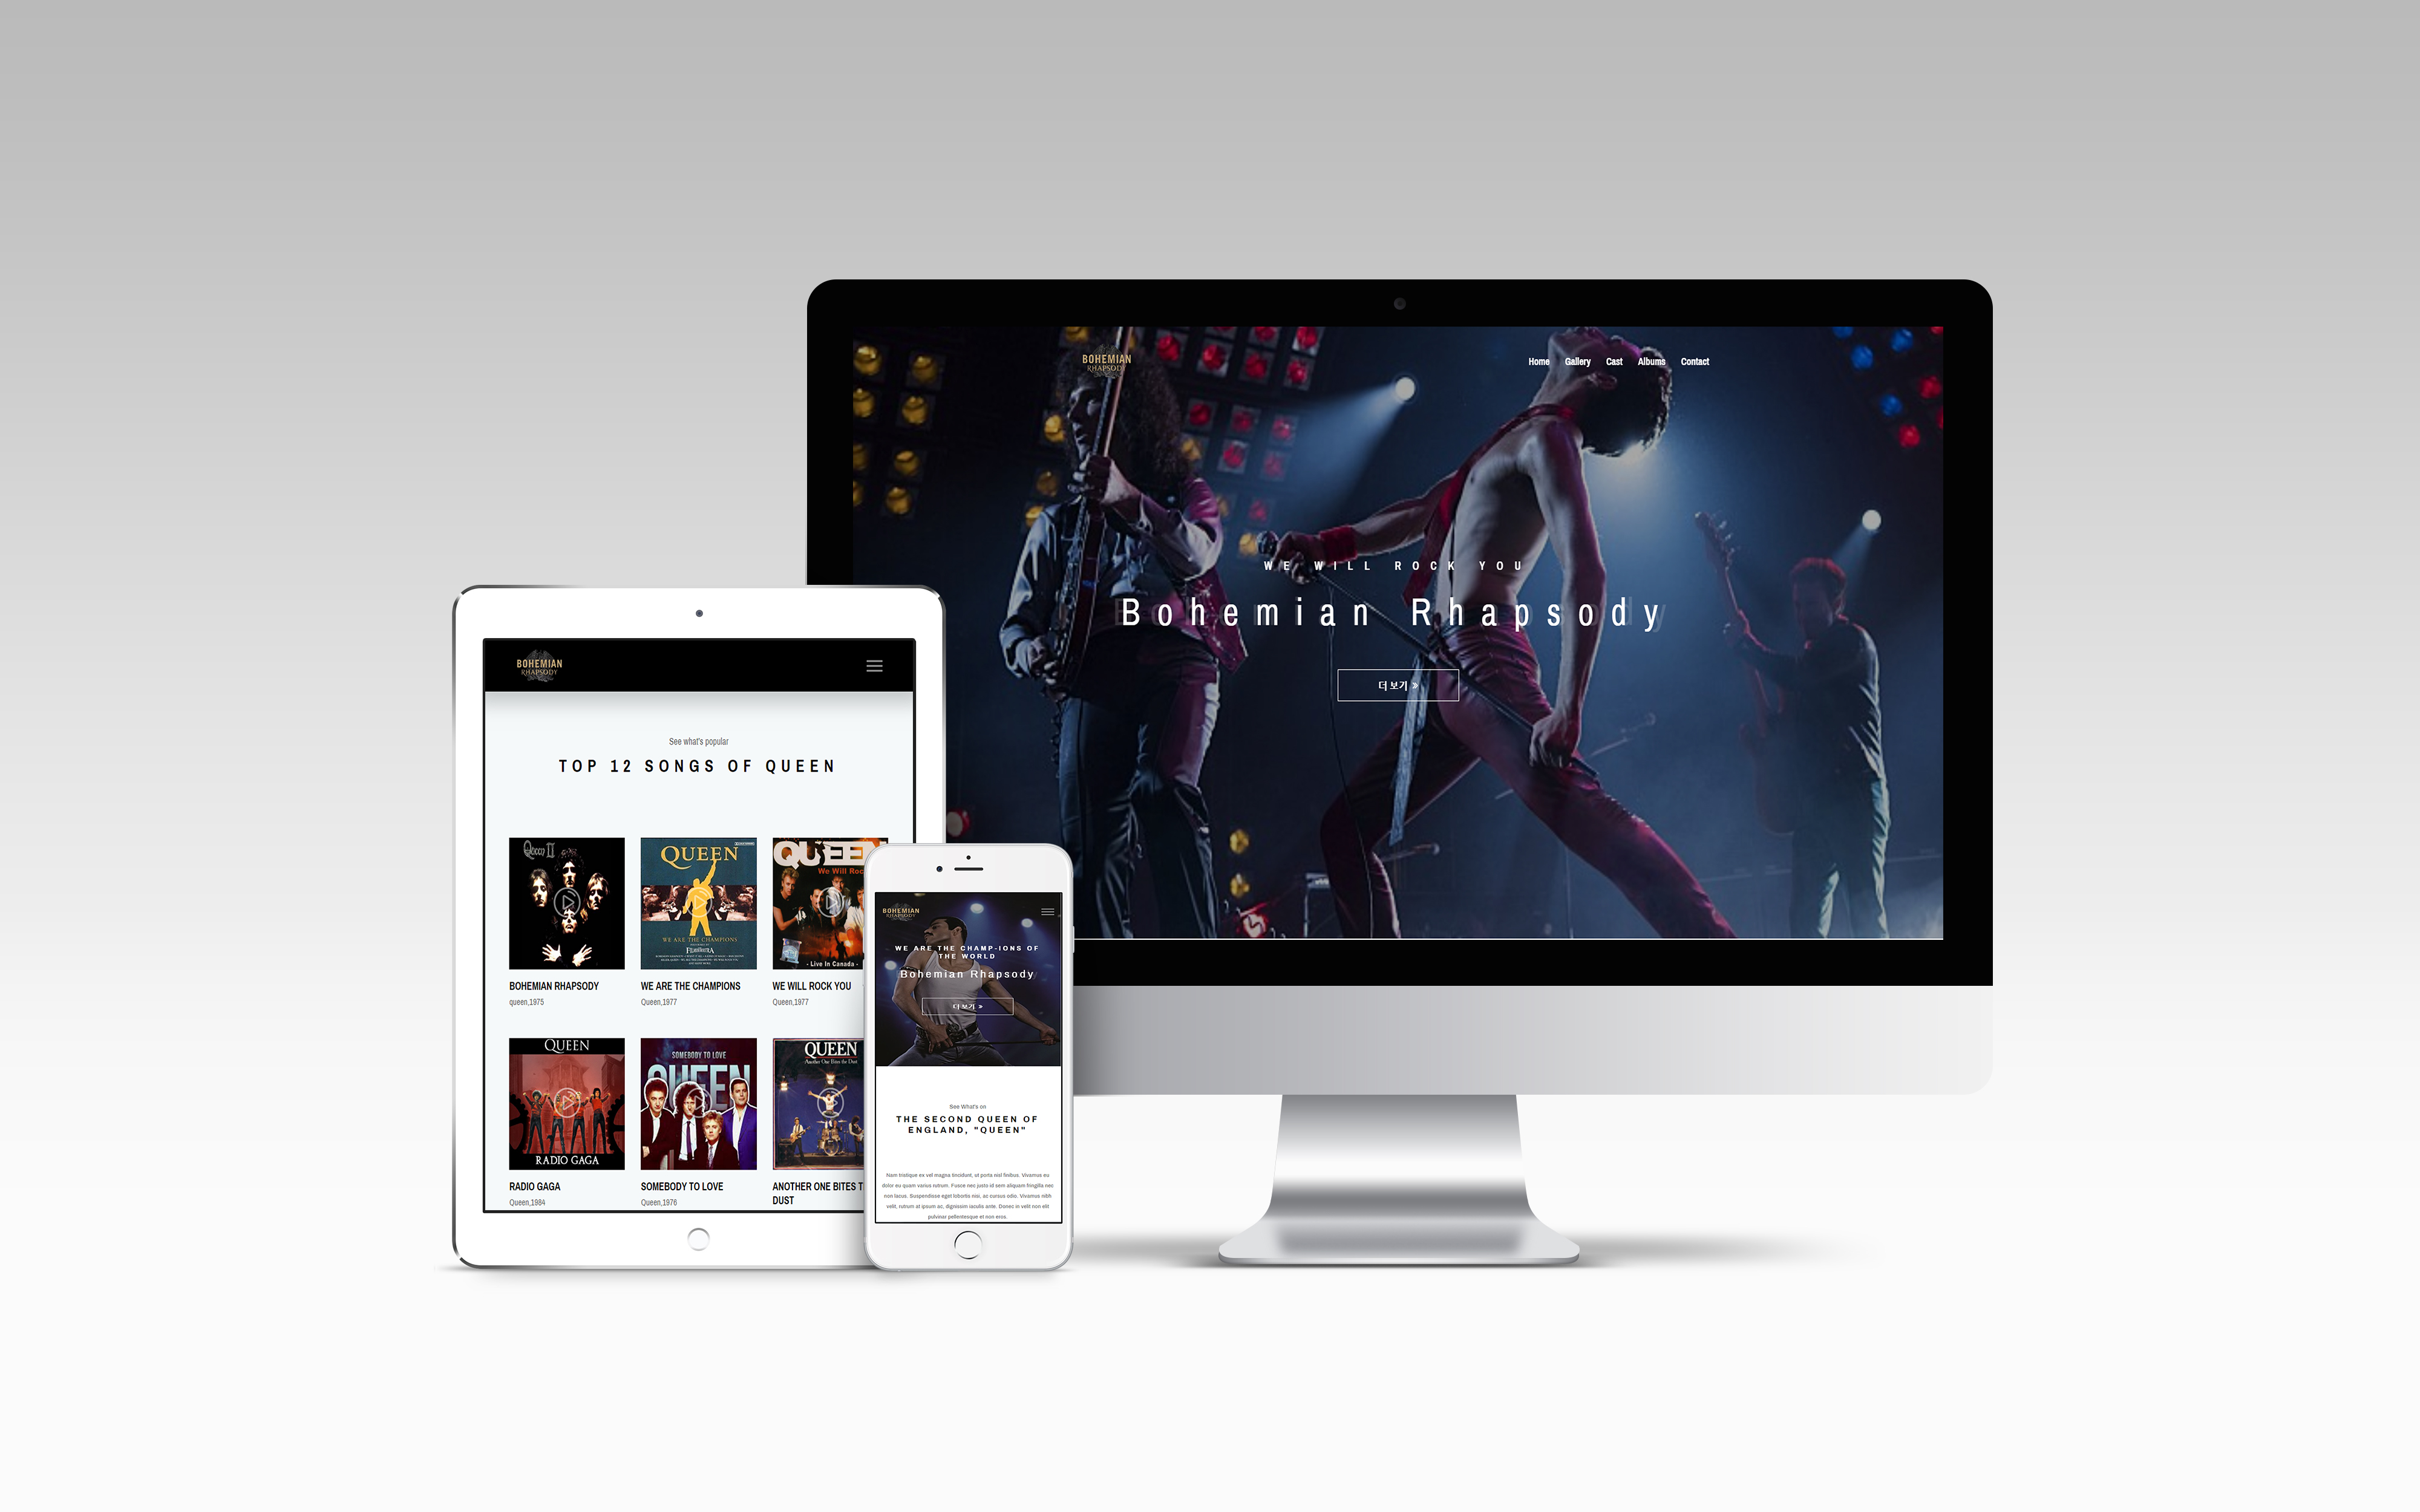 BOHEMIAN
RHAPSODY
Home Gallery Cast Albums Contact
WE WILL ROCK YOU
Bohemian Rhapsody
더 보기 »
BOHEMIAN
RHAPSODY
See what's popular
TOP 12 SONGS OF QUEEN
Queen II
QUEEN
WE ARE THE CHAMPIONS
QUEEN
We Will Roc
- Live In Canada -
BOHEMIAN RHAPSODY
queen,1975
WE ARE THE CHAMPIONS
Queen,1977
WE WILL ROCK YOU
Queen,1977
QUEEN
RADIO GAGA
SOMEBODY TO LOVE
QUEEN
QUEEN
Another One Bites the Dust
RADIO GAGA
Queen,1984
SOMEBODY TO LOVE
Queen,1976
ANOTHER ONE BITES T
DUST
BOHEMIAN
RHAPSODY
WE ARE THE CHAMP-IONS OF
THE WORLD
Bohemian Rhapsody
더 보기 »
See What's on
THE SECOND QUEEN OF
ENGLAND, "QUEEN"
Nam tristique ex vel magna tincidunt, ut porta nisl finibus. Vivamus eu
dolor eu quam varius rutrum. Fusce nec justo id sem aliquam fringilla nec
non lacus. Suspendisse eget lobortis nisi, ac cursus odio. Vivamus nibh
velit, rutrum at ipsum ac, dignissim iaculis ante. Donec in velit non elit
pulvinar pellentesque et non eros.